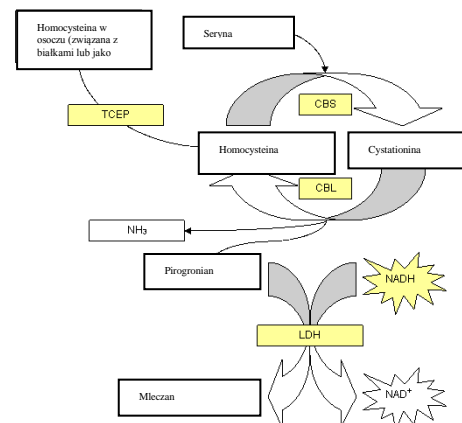 Homocysteina w
osoczu (związana z
białkami lub jako
Seryna
TCEP
CBS
Homocysteina
Cystationina
CBL
NH₃
Pirogronian
NADH
LDH
Mleczan
NAD⁺